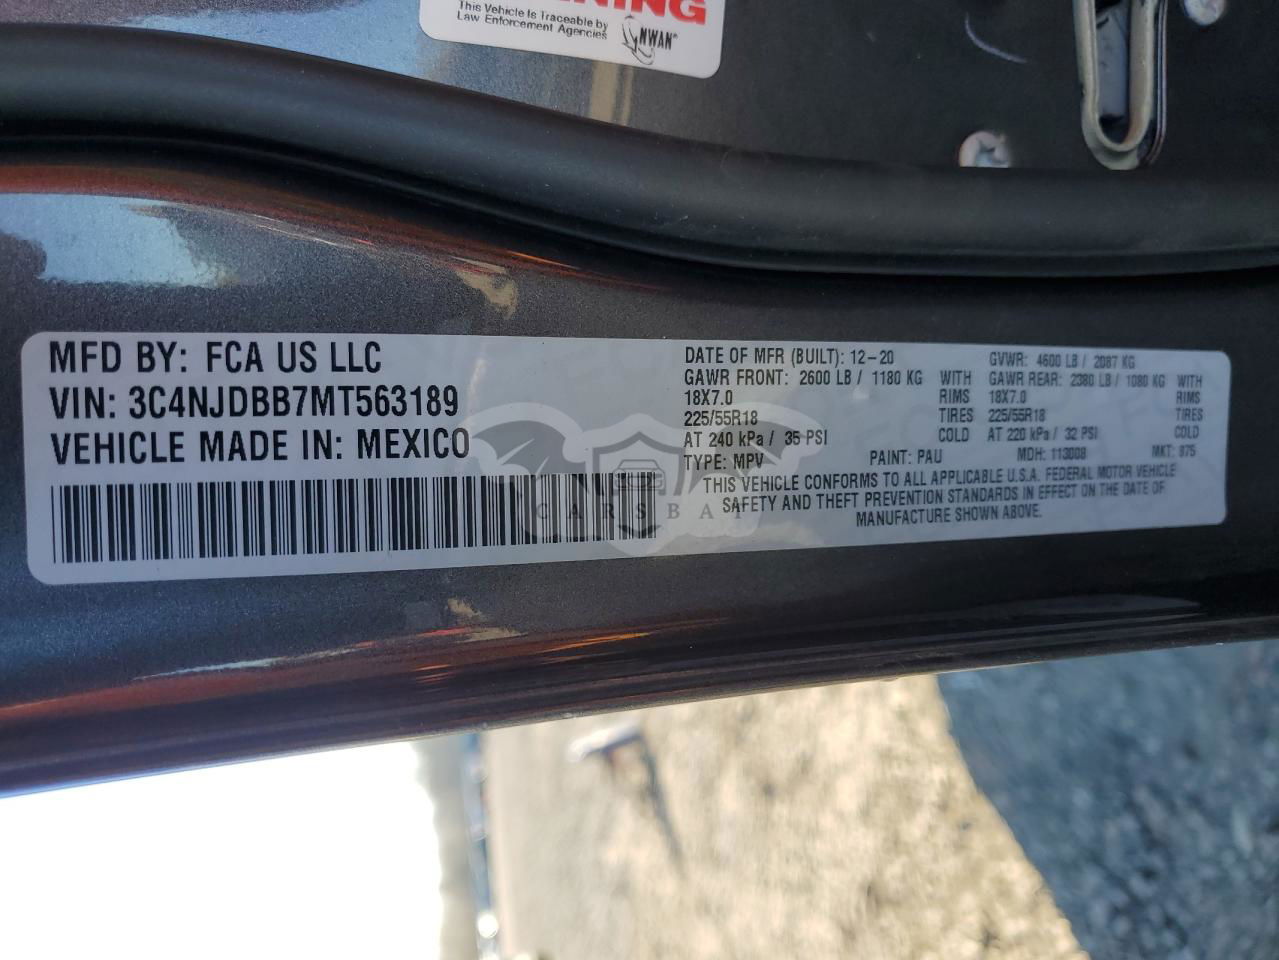 NING
This Vehicle is Traceable by
Law Enforcement Agencies
NWAN®
MFD BY: FCA US LLC
VIN: 3C4NJDBB7MT563189
VEHICLE MADE IN: MEXICO
DATE OF MFR (BUILT): 12-20
GVWR: 4600 LB / 2087 KG
GAWR FRONT: 2600 LB / 1180 KG WITH
GAWR REAR: 2380 LB / 1080 KG WITH
18X7.0 RIMS
18X7.0 RIMS
225/55R18 TIRES
225/55R18 TIRES
AT 240 kPa / 35 PSI COLD
AT 220 kPa / 32 PSI COLD
TYPE: MPV PAINT: PAU MDH: 113008 MKT: 975
THIS VEHICLE CONFORMS TO ALL APPLICABLE U.S.A. FEDERAL MOTOR VEHICLE
SAFETY AND THEFT PREVENTION STANDARDS IN EFFECT ON THE DATE OF
MANUFACTURE SHOWN ABOVE.
CARSBAT